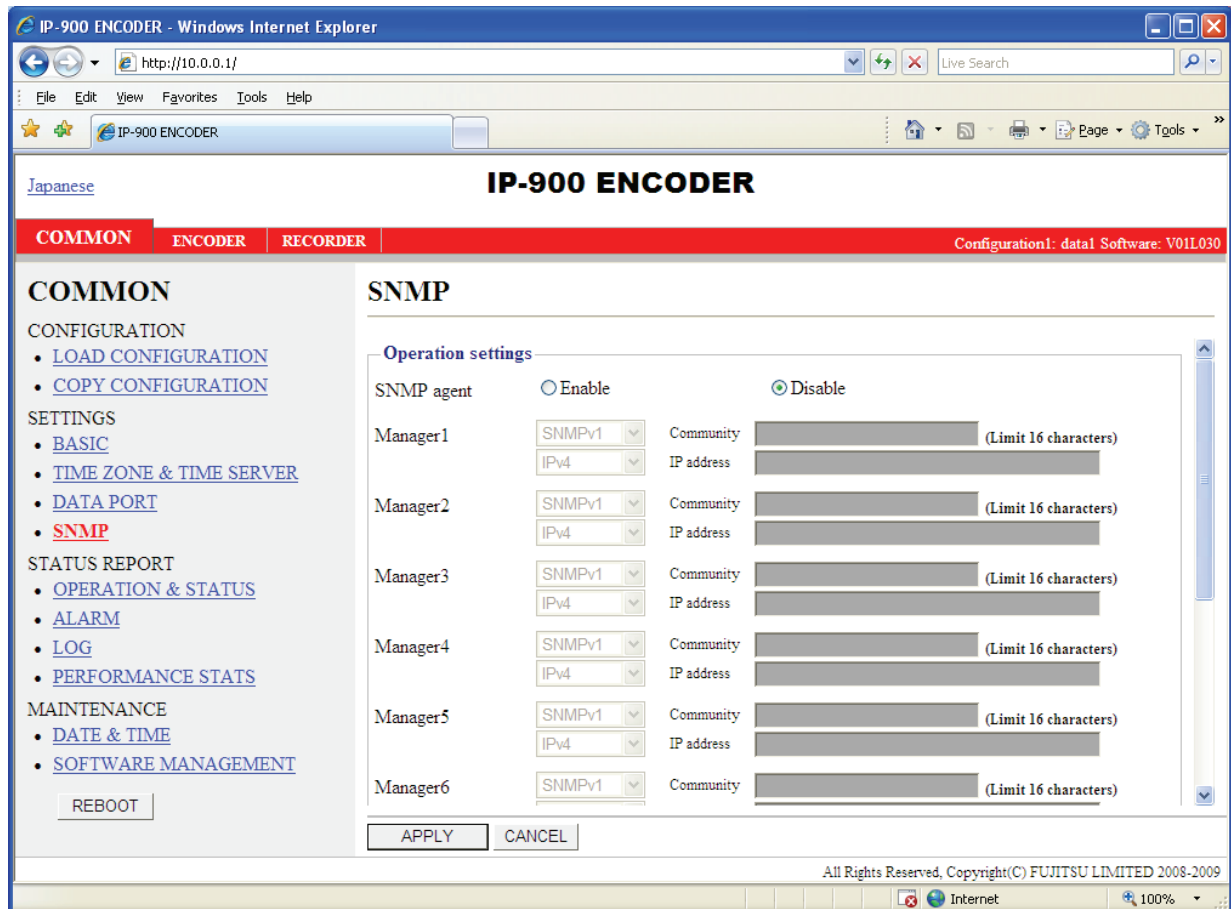 IP-900 ENCODER - Windows Internet Explorer
http://10.0.0.1/
Live Search
File Edit View Favorites Tools Help
IP-900 ENCODER
Page Tools »
Japanese
IP-900 ENCODER
COMMON ENCODER RECORDER
Configuration1: data1 Software: V01L030
COMMON
CONFIGURATION
• LOAD CONFIGURATION
• COPY CONFIGURATION
SETTINGS
• BASIC
• TIME ZONE & TIME SERVER
• DATA PORT
• SNMP
STATUS REPORT
• OPERATION & STATUS
• ALARM
• LOG
• PERFORMANCE STATS
MAINTENANCE
• DATE & TIME
• SOFTWARE MANAGEMENT
REBOOT
SNMP
Operation settings
SNMP agent Enable Disable
Manager1 SNMPv1 Community (Limit 16 characters)
IPv4 IP address
Manager2 SNMPv1 Community (Limit 16 characters)
IPv4 IP address
Manager3 SNMPv1 Community (Limit 16 characters)
IPv4 IP address
Manager4 SNMPv1 Community (Limit 16 characters)
IPv4 IP address
Manager5 SNMPv1 Community (Limit 16 characters)
IPv4 IP address
Manager6 SNMPv1 Community (Limit 16 characters)
APPLY CANCEL
All Rights Reserved, Copyright(C) FUJITSU LIMITED 2008-2009
Internet 100%